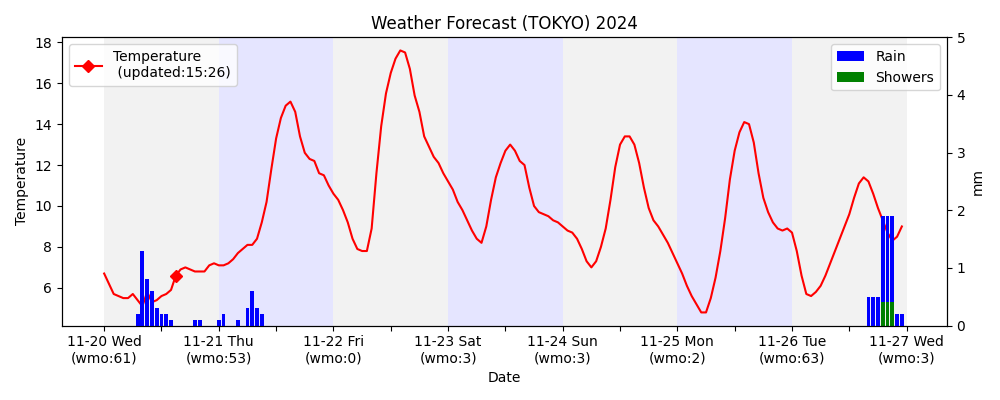 Weather Forecast (TOKYO) 2024
Temperature
(updated:15:26)
Rain
Showers
18
16
14
12
10
8
6
Temperature
5
4
3
2
1
0
mm
11-20 Wed
(wmo:61)
11-21 Thu
(wmo:53)
11-22 Fri
(wmo:0)
11-23 Sat
(wmo:3)
11-24 Sun
(wmo:3)
11-25 Mon
(wmo:2)
11-26 Tue
(wmo:63)
11-27 Wed
(wmo:3)
Date